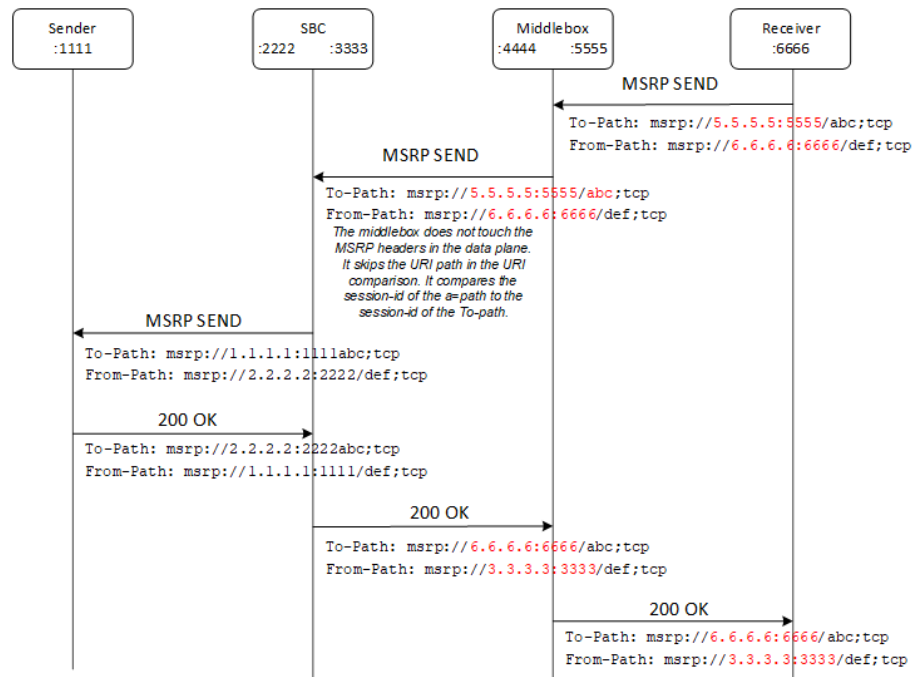 Sender
:1111
SBC
:2222 :3333
Middlebox
:4444 :5555
Receiver
:6666
MSRP SEND
To-Path: msrp://5.5.5.5:5555/abc;tcp
From-Path: msrp://6.6.6.6:6666/def;tcp
MSRP SEND
To-Path: msrp://5.5.5.5:5555/abc;tcp
From-Path: msrp://6.6.6.6:6666/def;tcp
The middlebox does not touch the
MSRP headers in the data plane.
It skips the URI path in the URI
comparison. It compares the
session-id of the a=path to the
session-id of the To-path.
MSRP SEND
To-Path: msrp://1.1.1.1:1111abc;tcp
From-Path: msrp://2.2.2.2:2222/def;tcp
200 OK
To-Path: msrp://2.2.2.2:2222abc;tcp
From-Path: msrp://1.1.1.1:1111/def;tcp
200 OK
To-Path: msrp://6.6.6.6:6666/abc;tcp
From-Path: msrp://3.3.3.3:3333/def;tcp
200 OK
To-Path: msrp://6.6.6.6:6666/abc;tcp
From-Path: msrp://3.3.3.3:3333/def;tcp